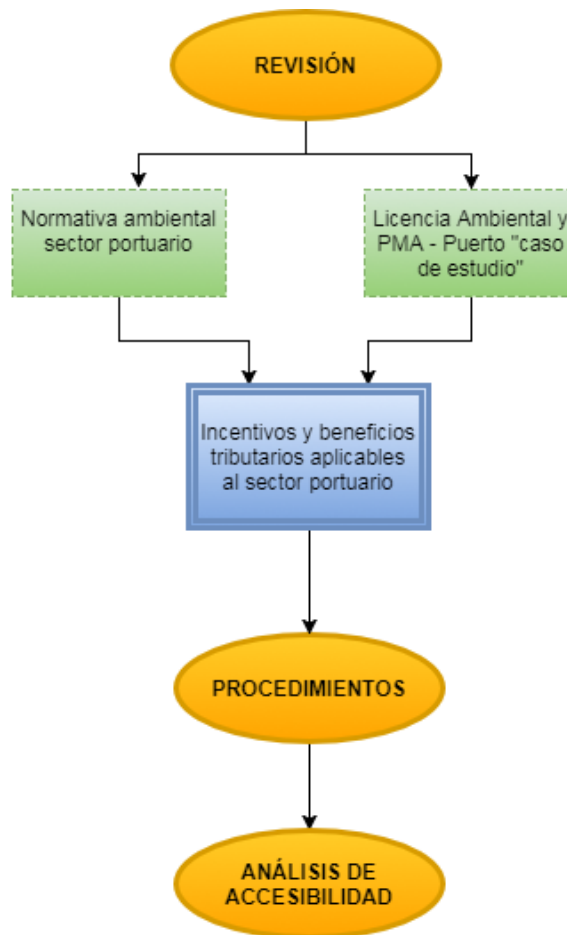 REVISIÓN
Normativa ambiental
sector portuario
Licencia Ambiental y
PMA - Puerto "caso
de estudio"
Incentivos y beneficios
tributarios aplicables
al sector portuario
PROCEDIMIENTOS
ANÁLISIS DE
ACCESIBILIDAD